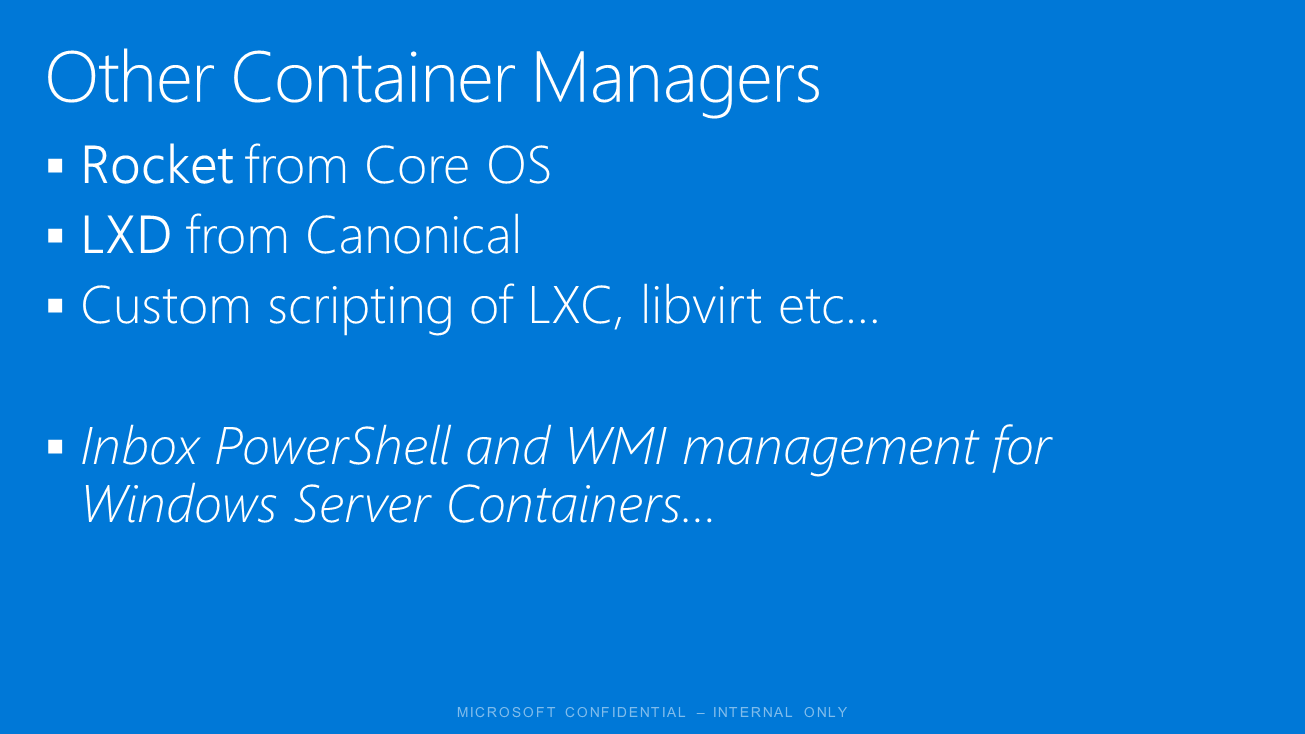 Other Container Managers
▪ Rocket from Core OS
▪ LXD from Canonical
▪ Custom scripting of LXC, libvirt etc...
▪ Inbox PowerShell and WMI management for
Windows Server Containers...
MICROSOFT CONFIDENTIAL – INTERNAL ONLY